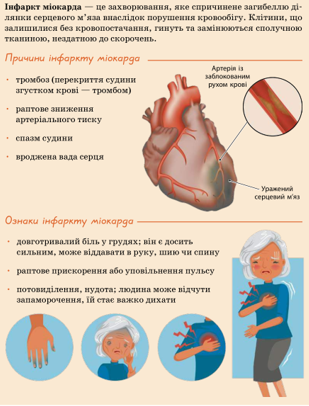 Інфаркт міокарда — це захворювання, яке спричинене загибеллю ді-
лянки серцевого м’яза внаслідок порушення кровообігу. Клітини, що
залишилися без кровопостачання, гинуть та замінюються сполучною
тканиною, нездатною до скорочень.
Причини інфаркту міокарда
· тромбоз (перекриття судини
згустком крові — тромбом)
· раптове зниження
артеріального тиску
· спазм судини
· вроджена вада серця
Артерія із
заблокованим
рухом крові
Уражений
серцевий м’яз
Ознаки інфаркту міокарда
· довготривалий біль у грудях; він є досить
сильним, може віддавати в руку, шию чи спину
· раптове прискорення або уповільнення пульсу
· потовиділення, нудота; людина може відчути
запаморочення, їй стає важко дихати